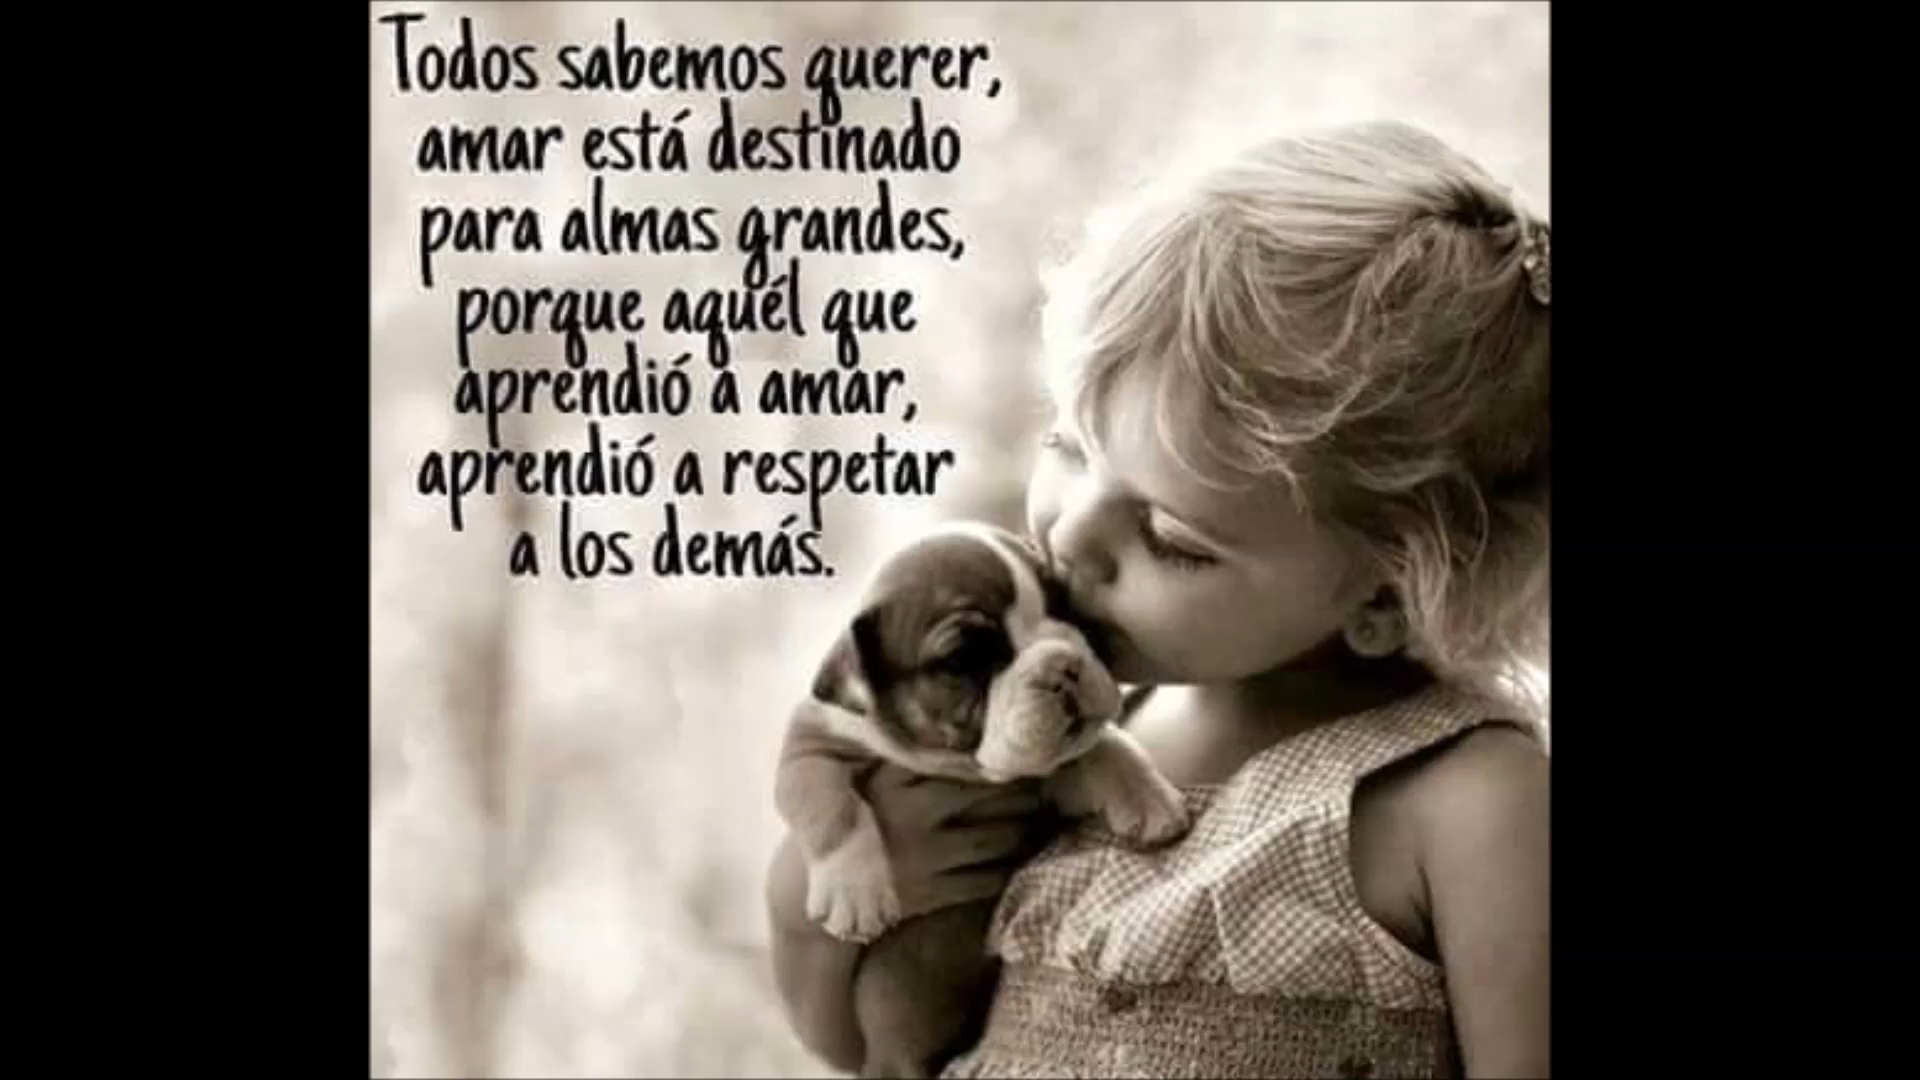 Todos sabemos querer,
amar está destinado
para almas grandes,
porque aquél que
aprendió a amar,
aprendió a respetar
a los demás.